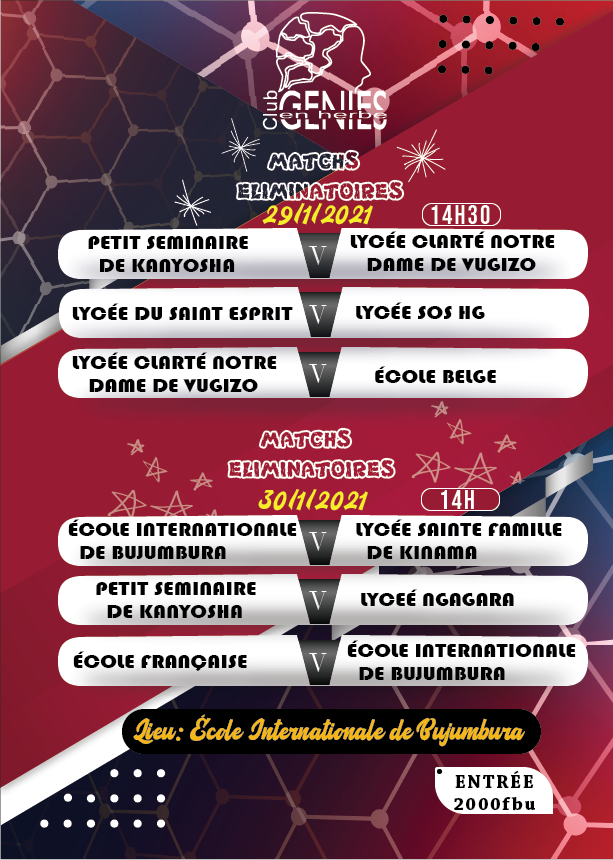 Club
GENIES
en herbe
MATCHS
ELIMINATOIRES
29/1/2021
14H30
PETIT SEMINAIRE
DE KANYOSHA
V
LYCÉE CLARTÉ NOTRE
DAME DE VUGIZO
LYCÉE DU SAINT ESPRIT
V
LYCÉE SOS HG
LYCÉE CLARTÉ NOTRE
DAME DE VUGIZO
V
ÉCOLE BELGE
MATCHS
ELIMINATOIRES
30/1/2021
14H
ÉCOLE INTERNATIONALE
DE BUJUMBURA
V
LYCÉE SAINTE FAMILLE
DE KINAMA
PETIT SEMINAIRE
DE KANYOSHA
V
LYCEÉ NGAGARA
ÉCOLE FRANÇAISE
V
ÉCOLE INTERNATIONALE
DE BUJUMBURA
Lieu: École Internationale de Bujumbura
ENTRÉE
2000fbu